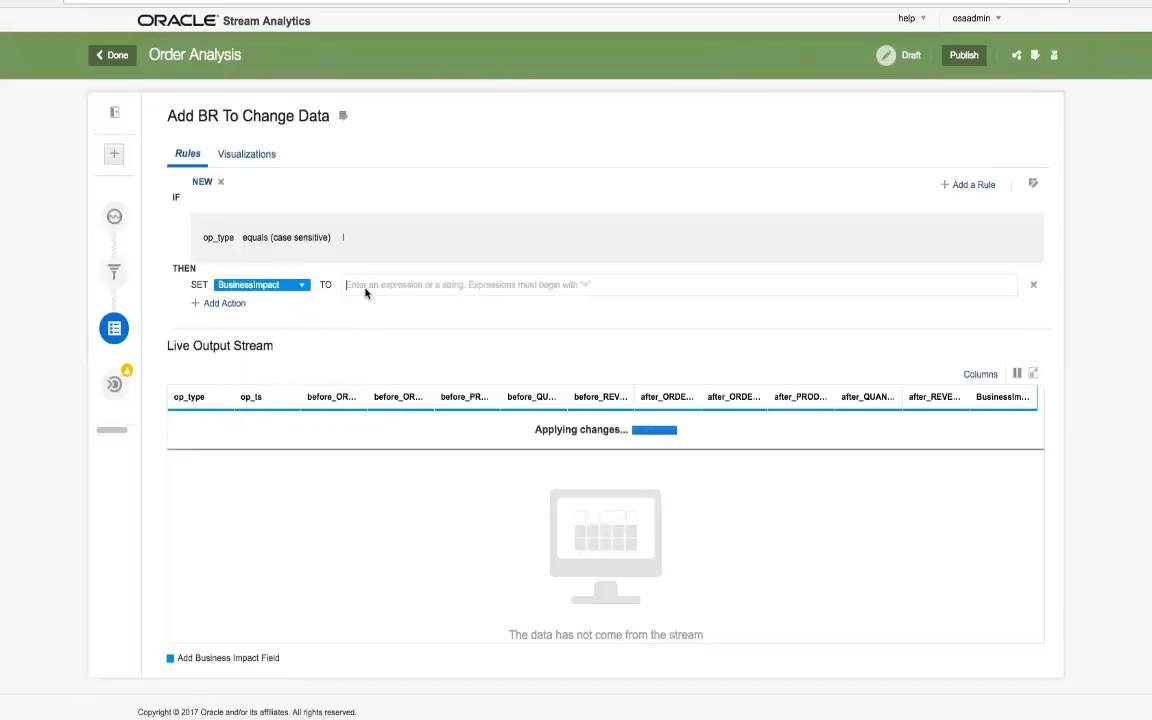 ORACLE® Stream Analytics help osaadmin
Done Order Analysis Draft Publish
Add BR To Change Data
Rules Visualizations
NEW Add a Rule
IF
op_type equals (case sensitive) I
THEN
SET BusinessImpact TO Enter an expression or a string. Expressions must begin with "="
Add Action
Live Output Stream
Columns
op_type op_ts before_OR... before_OR... before_PR... before_QU... before_REV... after_ORDE... after_ORDE... after_PROD... after_QUAN... after_REVE... BusinessIm...
Applying changes...
The data has not come from the stream
Add Business Impact Field
Copyright © 2017 Oracle and/or its affiliates. All rights reserved.